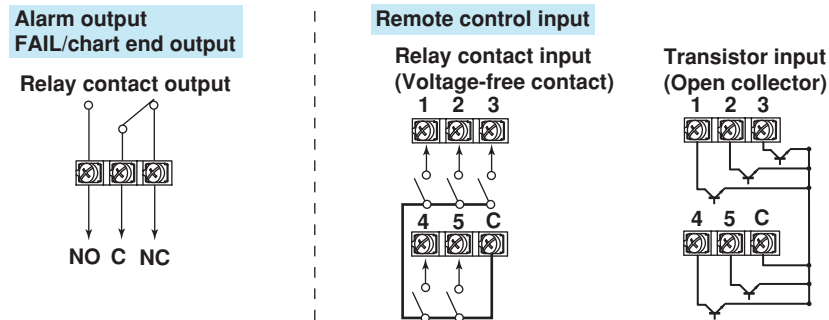 Alarm output
FAIL/chart end output
Relay contact output
NO C NC
Remote control input
Relay contact input
(Voltage-free contact)
1 2 3
4 5 C
Transistor input
(Open collector)
1 2 3
4 5 C